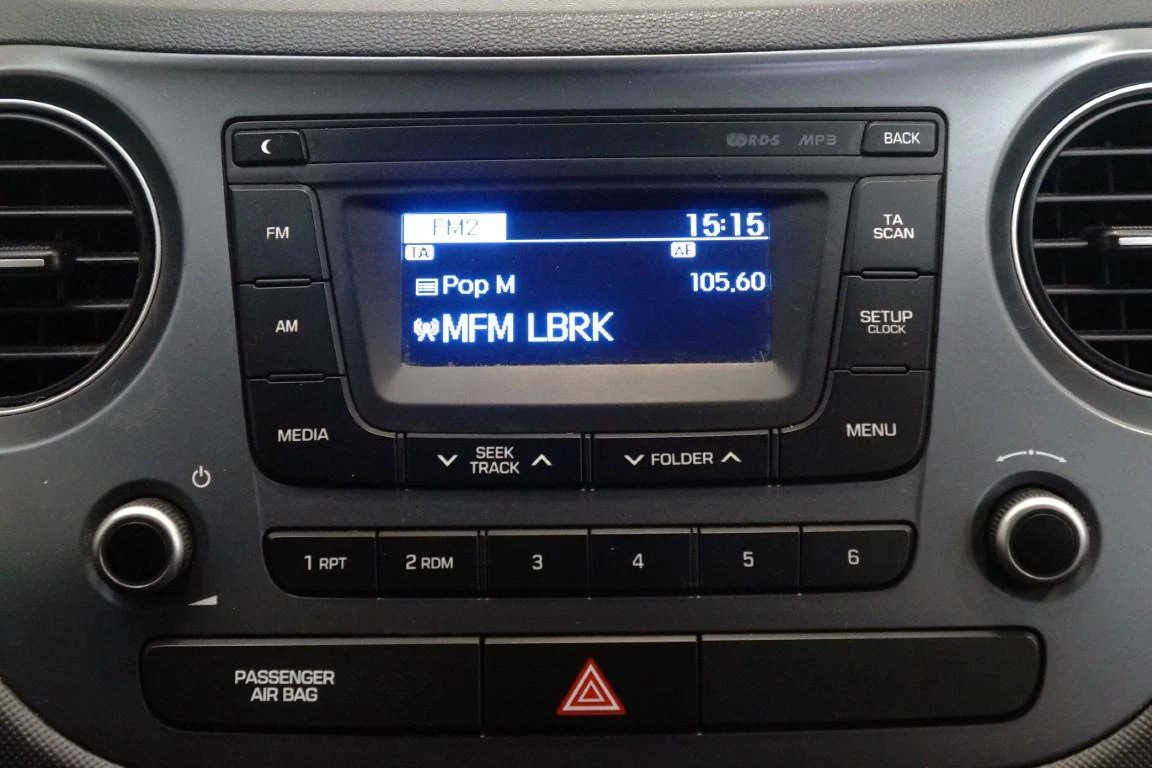 RDS MP3 BACK
FM2 15:15
TA AF
Pop M 105.60
MFM LBRK
FM
AM
MEDIA
TA
SCAN
SETUP
CLOCK
MENU
SEEK
TRACK
FOLDER
1 RPT 2 RDM 3 4 5 6
PASSENGER
AIR BAG